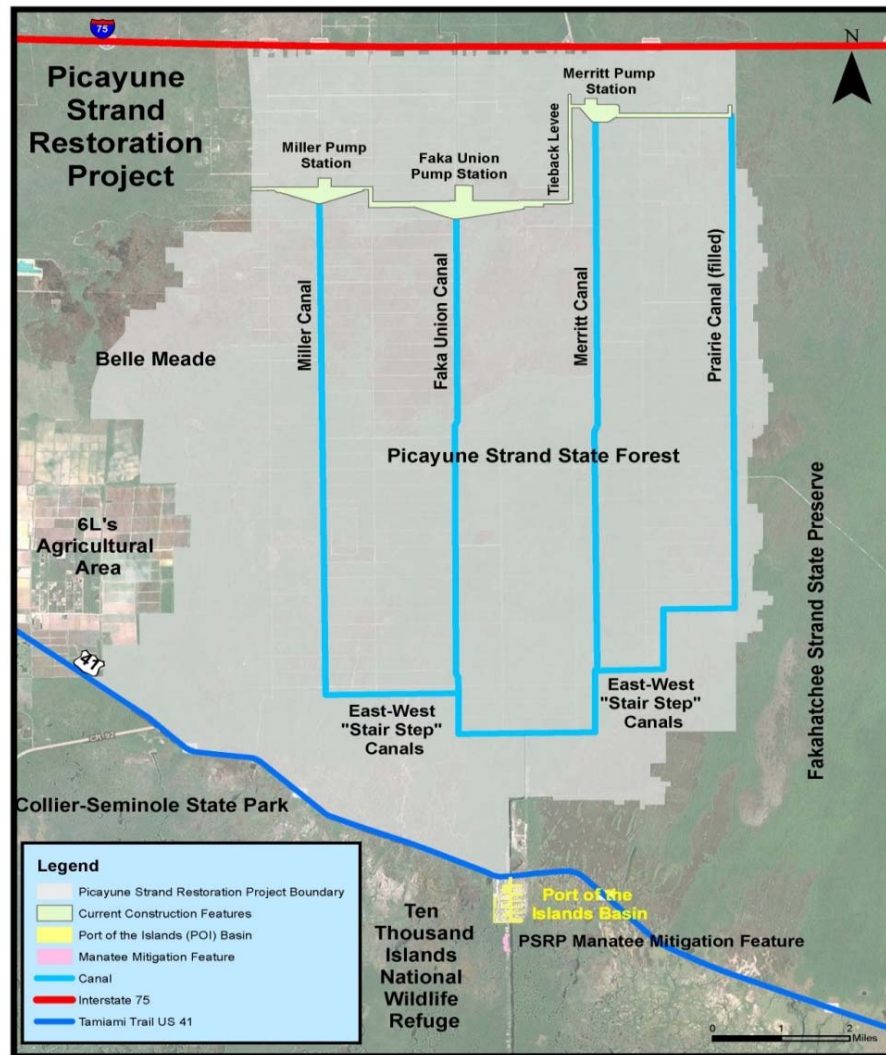 75
N
Picayune
Strand
Restoration
Project
Merritt Pump
Station
Miller Pump
Station
Faka Union
Pump Station
Tieback Levee
Miller Canal
Faka Union Canal
Merritt Canal
Prairie Canal (filled)
Belle Meade
Picayune Strand State Forest
6L's
Agricultural
Area
Fakahatchee Strand State Preserve
41
East-West
"Stair Step"
Canals
East-West
"Stair Step"
Canals
Collier-Seminole State Park
Legend
Picayune Strand Restoration Project Boundary
Current Construction Features
Port of the Islands (POI) Basin
Manatee Mitigation Feature
Canal
Interstate 75
Tamiami Trail US 41
Port of the
Islands Basin
Ten
Thousand
Islands
National
Wildlife
Refuge
PSRP Manatee Mitigation Feature
0 1 2
Miles